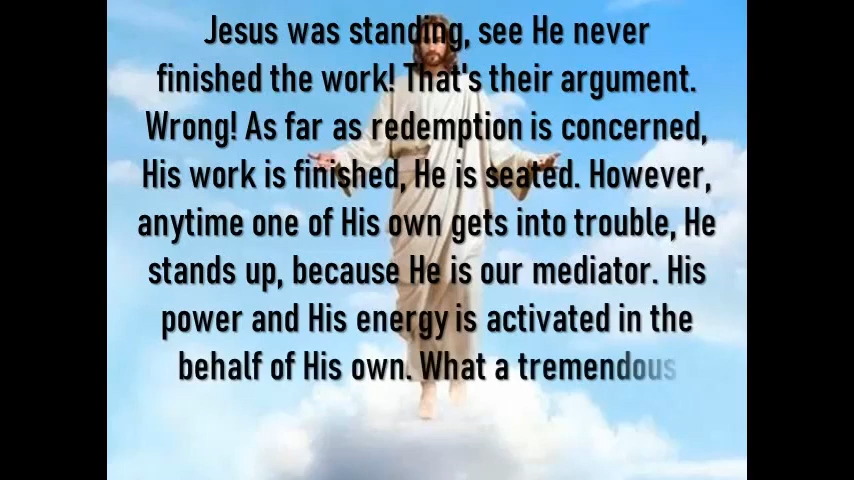 Jesus was standing, see He never
finished the work! That's their argument.
Wrong! As far as redemption is concerned,
His work is finished, He is seated. However,
anytime one of His own gets into trouble, He
stands up, because He is our mediator. His
power and His energy is activated in the
behalf of His own. What a tremendous